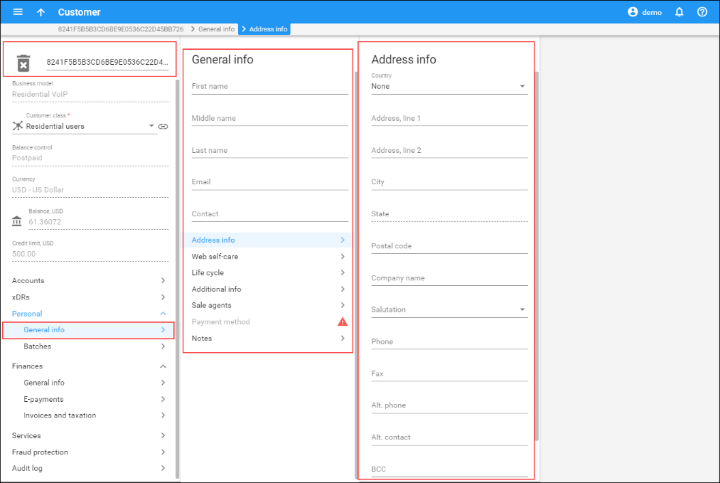 Customer
demo
8241F5B5B3CD6BE9E0536C22D45BB726 General info Address info
8241F5B5B3CD6BE9E0536C22D4...
Business model
Residential VoIP
Customer class *
Residential users
Balance control
Postpaid
Currency
USD - US Dollar
Balance, USD
61.36072
Credit limit, USD
500.00
Accounts
xDRs
Personal
General info
Batches
Finances
General info
E-payments
Invoices and taxation
Services
Fraud protection
Audit log
General info
First name
Middle name
Last name
Email
Contact
Address info
Web self-care
Life cycle
Additional info
Sale agents
Payment method
Notes
Address info
Country
None
Address, line 1
Address, line 2
City
State
Postal code
Company name
Salutation
Phone
Fax
Alt. phone
Alt. contact
BCC